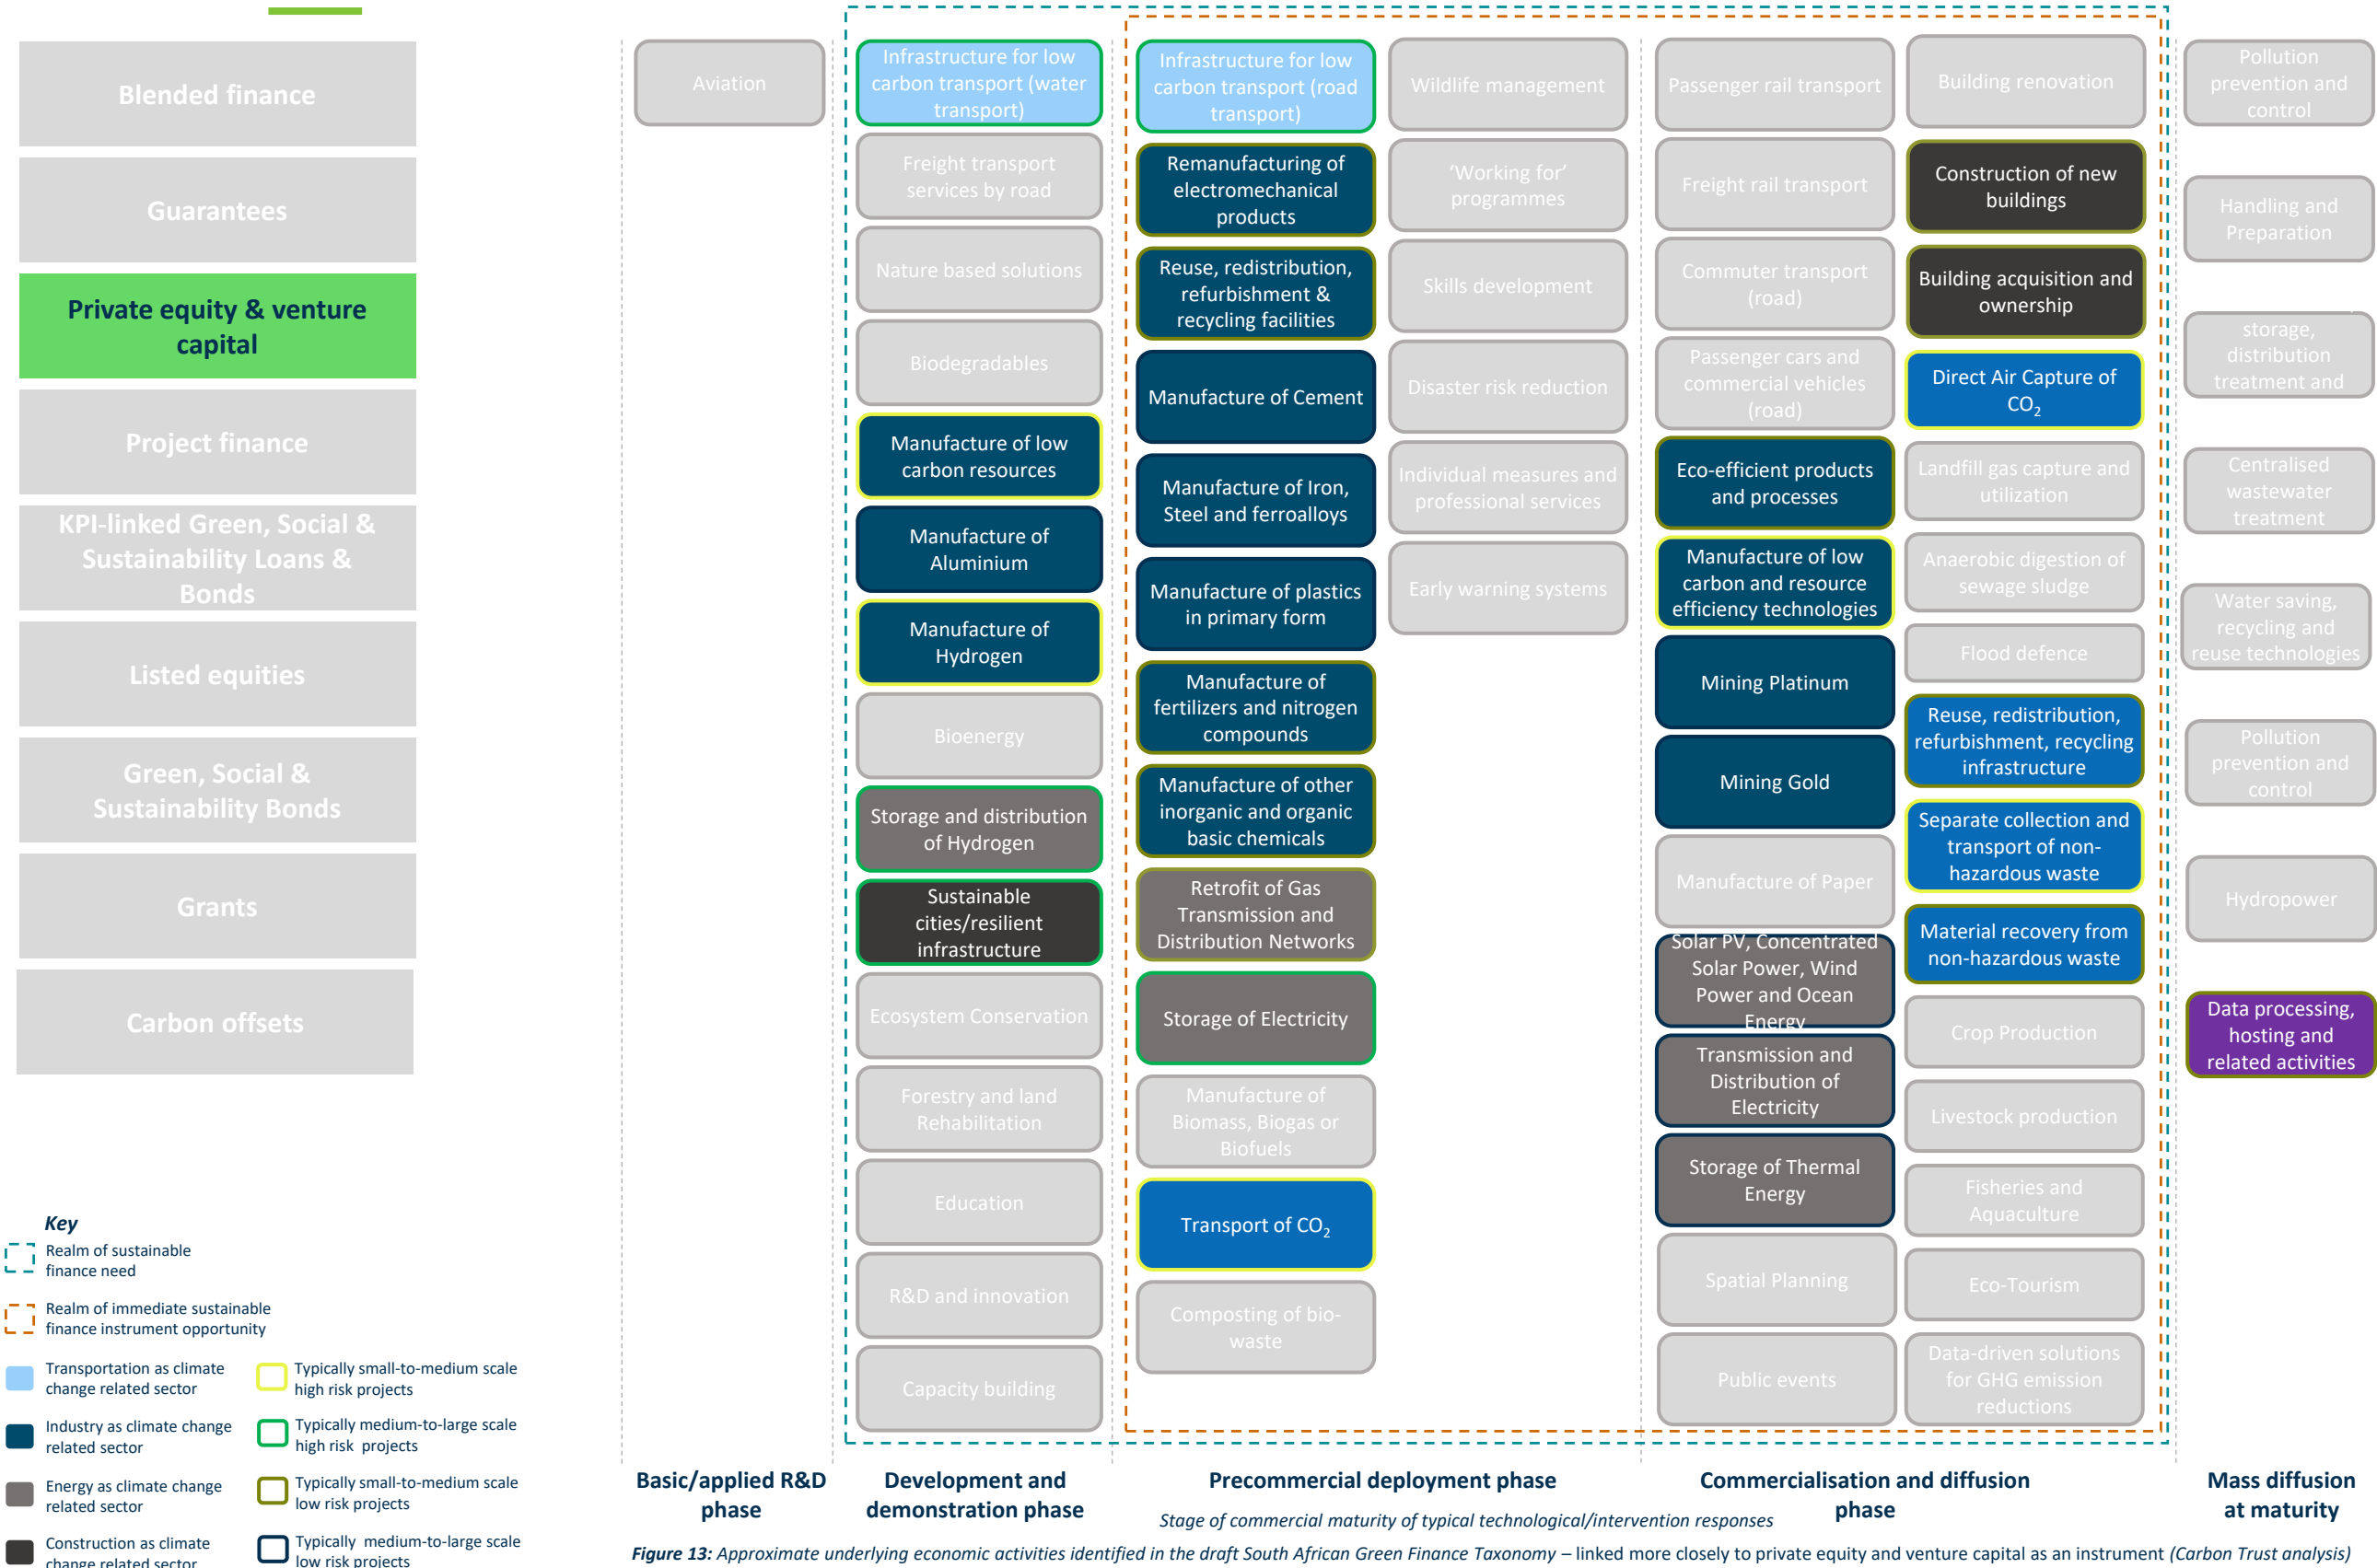 Blended finance
Guarantees
Private equity & venture
capital
Project finance
KPI-linked Green, Social &
Sustainability Loans &
Bonds
Listed equities
Green, Social &
Sustainability Bonds
Grants
Carbon offsets
Key
Realm of sustainable
finance need
Realm of immediate sustainable
finance instrument opportunity
Transportation as climate
change related sector
Industry as climate change
related sector
Energy as climate change
related sector
Construction as climate
change related sector
Typically small-to-medium scale
high risk projects
Typically medium-to-large scale
high risk projects
Typically small-to-medium scale
low risk projects
Typically medium-to-large scale
low risk projects
Aviation
Infrastructure for low
carbon transport (water
transport)
Freight transport
services by road
Nature based solutions
Biodegradables
Manufacture of low
carbon resources
Manufacture of
Aluminium
Manufacture of
Hydrogen
Bioenergy
Storage and distribution
of Hydrogen
Sustainable
cities/resilient
infrastructure
Ecosystem Conservation
Forestry and land
Rehabilitation
Education
R&D and innovation
Capacity building
Infrastructure for low
carbon transport (road
transport)
Remanufacturing of
electromechanical
products
Reuse, redistribution,
refurbishment &
recycling facilities
Manufacture of Cement
Manufacture of Iron,
Steel and ferroalloys
Manufacture of plastics
in primary form
Manufacture of
fertilizers and nitrogen
compounds
Manufacture of other
inorganic and organic
basic chemicals
Retrofit of Gas
Transmission and
Distribution Networks
Storage of Electricity
Manufacture of
Biomass, Biogas or
Biofuels
Transport of CO₂
Composting of bio-
waste
Wildlife management
'Working for'
programmes
Skills development
Disaster risk reduction
Individual measures and
professional services
Early warning systems
Passenger rail transport
Freight rail transport
Commuter transport
(road)
Passenger cars and
commercial vehicles
(road)
Eco-efficient products
and processes
Manufacture of low
carbon and resource
efficiency technologies
Mining Platinum
Mining Gold
Manufacture of Paper
Solar PV, Concentrated
Solar Power, Wind
Power and Ocean
Energy
Transmission and
Distribution of
Electricity
Storage of Thermal
Energy
Spatial Planning
Public events
Building renovation
Construction of new
buildings
Building acquisition and
ownership
Direct Air Capture of
CO₂
Landfill gas capture and
utilization
Anaerobic digestion of
sewage sludge
Flood defence
Reuse, redistribution,
refurbishment, recycling
infrastructure
Separate collection and
transport of non-
hazardous waste
Material recovery from
non-hazardous waste
Crop Production
Livestock production
Fisheries and
Aquaculture
Eco-Tourism
Data-driven solutions
for GHG emission
reductions
Pollution
prevention and
control
Handling and
Preparation
storage,
distribution
treatment and
Centralised
wastewater
treatment
Water saving,
recycling and
reuse technologies
Pollution
prevention and
control
Hydropower
Data processing,
hosting and
related activities
Basic/applied R&D
phase
Development and
demonstration phase
Precommercial deployment phase
Commercialisation and diffusion
phase
Mass diffusion
at maturity
Stage of commercial maturity of typical technological/intervention responses
Figure 13: Approximate underlying economic activities identified in the draft South African Green Finance Taxonomy – linked more closely to private equity and venture capital as an instrument (Carbon Trust analysis)